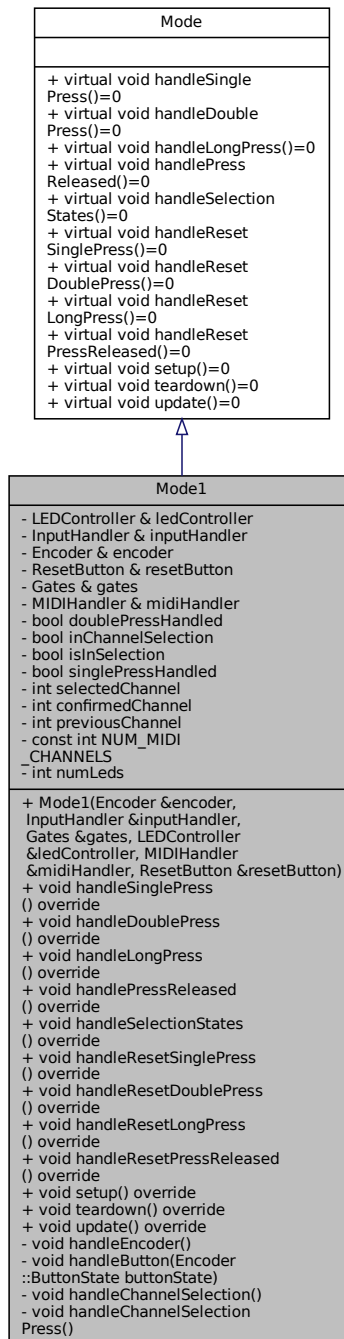 Mode
+ virtual void handleSingle
Press()=0
+ virtual void handleDouble
Press()=0
+ virtual void handleLongPress()=0
+ virtual void handlePress
Released()=0
+ virtual void handleSelection
States()=0
+ virtual void handleReset
SinglePress()=0
+ virtual void handleReset
DoublePress()=0
+ virtual void handleReset
LongPress()=0
+ virtual void handleReset
PressReleased()=0
+ virtual void setup()=0
+ virtual void teardown()=0
+ virtual void update()=0
Mode1
- LEDController & ledController
- InputHandler & inputHandler
- Encoder & encoder
- ResetButton & resetButton
- Gates & gates
- MIDIHandler & midiHandler
- bool doublePressHandled
- bool inChannelSelection
- bool isInSelection
- bool singlePressHandled
- int selectedChannel
- int confirmedChannel
- int previousChannel
- const int NUM_MIDI
_CHANNELS
- int numLeds
+ Mode1(Encoder &encoder,
InputHandler &inputHandler,
Gates &gates, LEDController
&ledController, MIDIHandler
&midiHandler, ResetButton &resetButton)
+ void handleSinglePress
() override
+ void handleDoublePress
() override
+ void handleLongPress
() override
+ void handlePressReleased
() override
+ void handleSelectionStates
() override
+ void handleResetSinglePress
() override
+ void handleResetDoublePress
() override
+ void handleResetLongPress
() override
+ void handleResetPressReleased
() override
+ void setup() override
+ void teardown() override
+ void update() override
- void handleEncoder()
- void handleButton(Encoder
::ButtonState buttonState)
- void handleChannelSelection()
- void handleChannelSelection
Press()